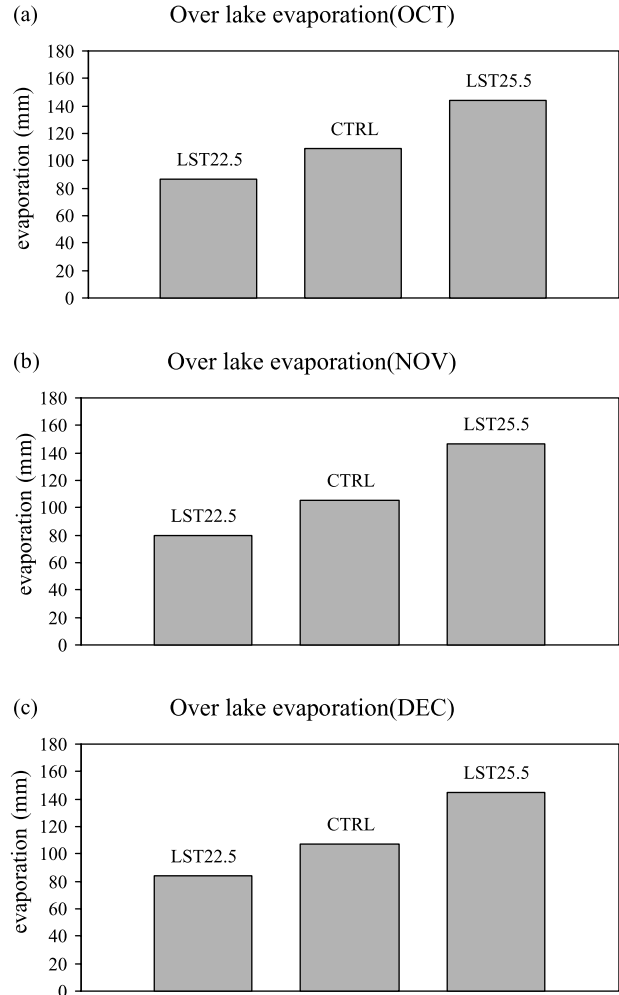 (a)
Over lake evaporation(OCT)
evaporation (mm)
180
160
140
120
100
80
60
40
20
0
LST22.5
CTRL
LST25.5
(b)
Over lake evaporation(NOV)
evaporation (mm)
180
160
140
120
100
80
60
40
20
0
LST22.5
CTRL
LST25.5
(c)
Over lake evaporation(DEC)
evaporation (mm)
180
160
140
120
100
80
60
40
20
0
LST22.5
CTRL
LST25.5